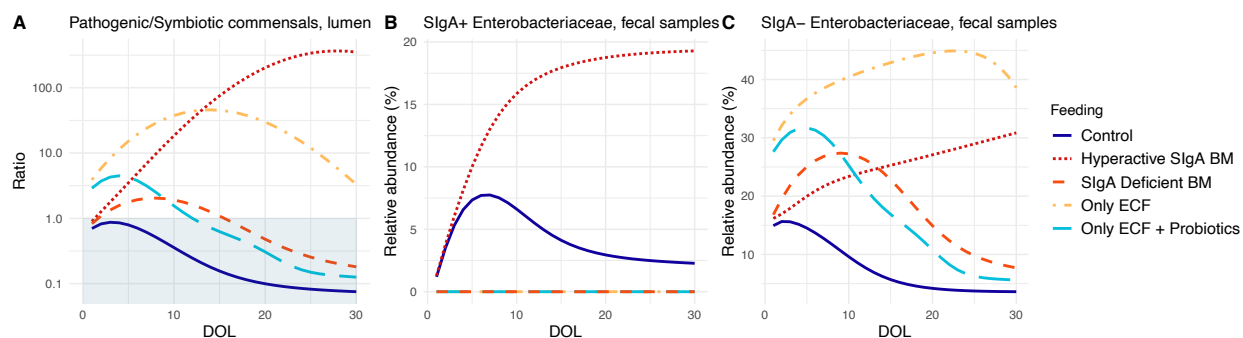 A Pathogenic/Symbiotic commensals, lumen
Ratio
100.0
10.0
1.0
0.1
0 10 20 30
DOL
B SIgA+ Enterobacteriaceae, fecal samples
Relative abundance (%)
20
15
10
5
0
0 10 20 30
DOL
C SIgA− Enterobacteriaceae, fecal samples
Relative abundance (%)
40
30
20
10
0 10 20 30
DOL
Feeding
Control
Hyperactive SIgA BM
SIgA Deficient BM
Only ECF
Only ECF + Probiotics